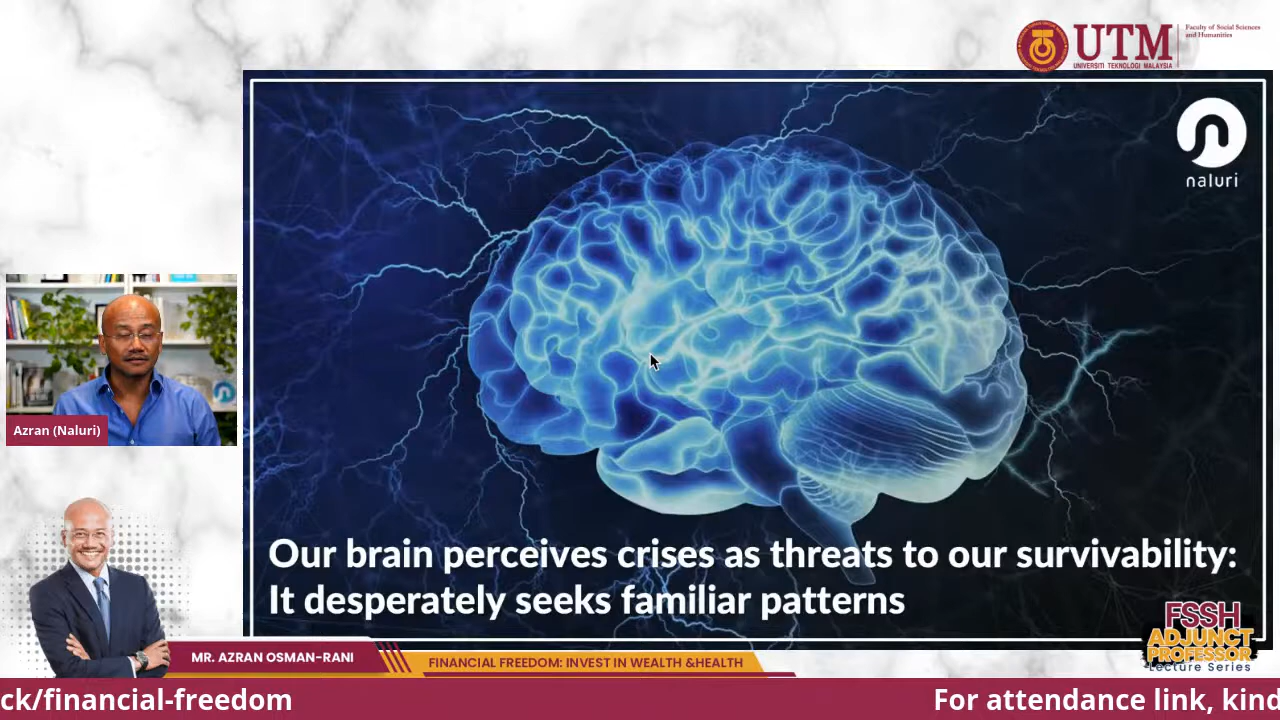 UTM
UNIVERSITI TEKNOLOGI MALAYSIA
Faculty of Social Sciences
and Humanities
naluri
Azran (Naluri)
Our brain perceives crises as threats to our survivability:
It desperately seeks familiar patterns
MR. AZRAN OSMAN-RANI
FINANCIAL FREEDOM: INVEST IN WEALTH &HEALTH
FSSH
ADJUNCT
PROFESSOR
Lecture Series
ck/financial-freedom
For attendance link, kind